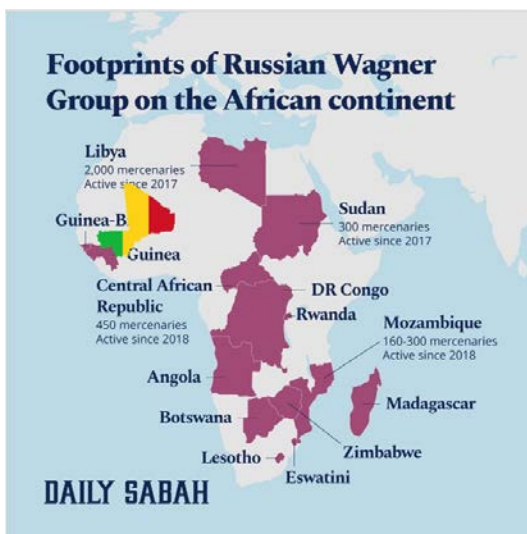 Footprints of Russian Wagner
Group on the African continent
Libya
2,000 mercenaries
Active since 2017
Guinea-B.
Guinea
Sudan
300 mercenaries
Active since 2017
Central African
Republic
450 mercenaries
Active since 2018
DR Congo
Rwanda
Mozambique
160-300 mercenaries
Active since 2018
Angola
Madagascar
Botswana
Zimbabwe
Lesotho
Eswatini
DAILY SABAH